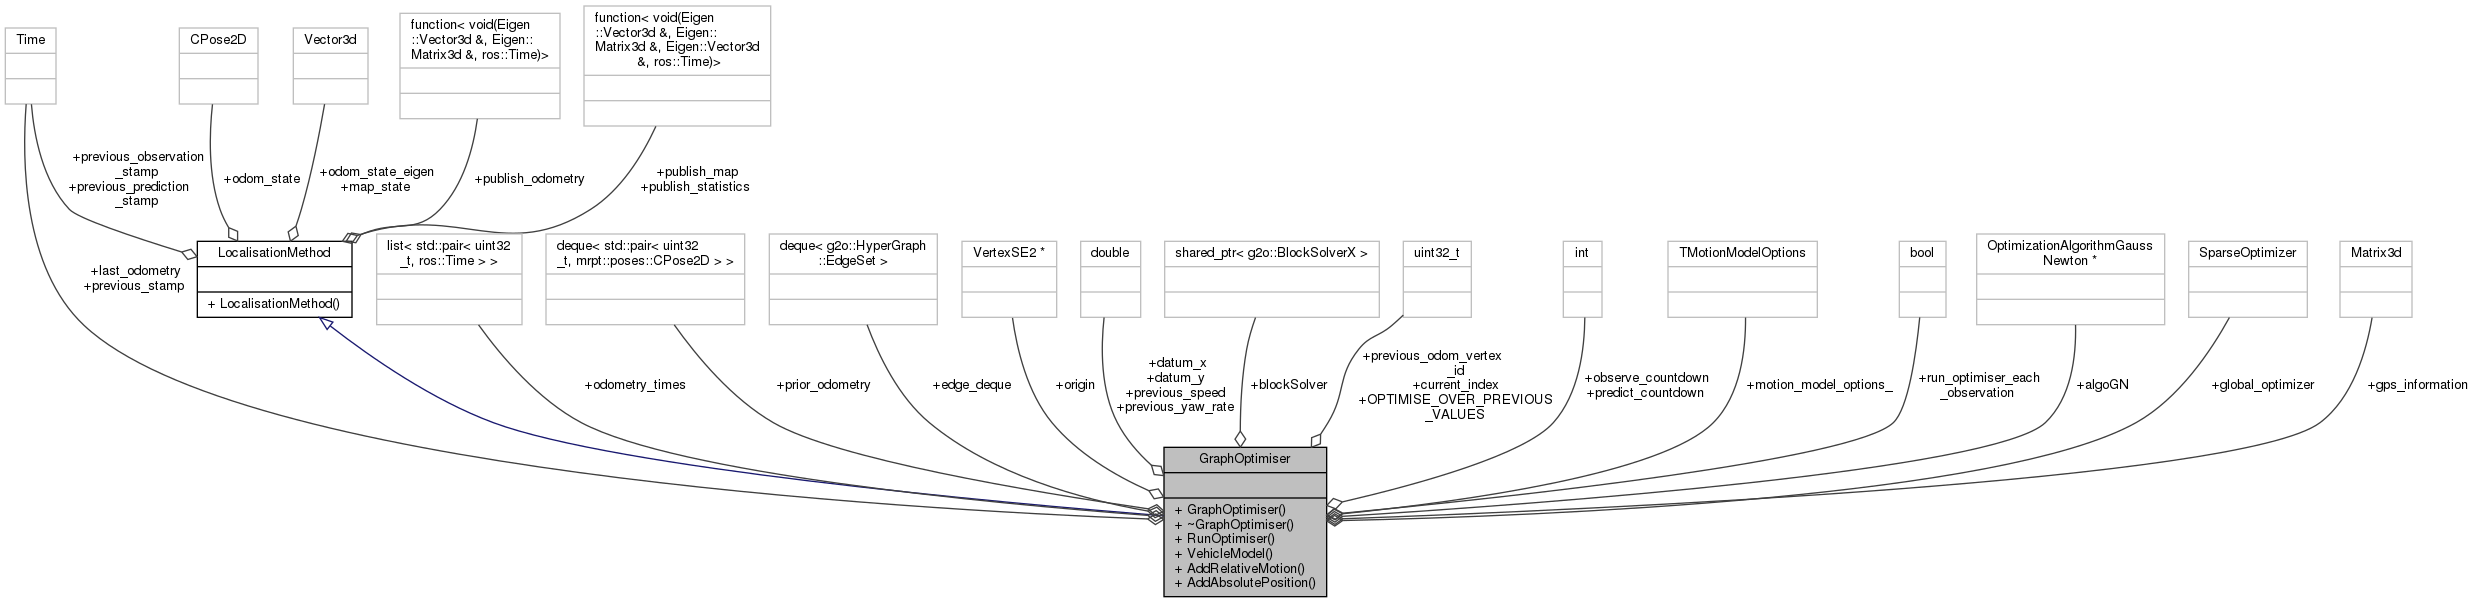 Time
CPose2D
Vector3d
function< void(Eigen
::Vector3d &, Eigen::
Matrix3d &, ros::Time)>
function< void(Eigen
::Vector3d &, Eigen::
Matrix3d &, Eigen::Vector3d
&, ros::Time)>
+previous_observation
_stamp
+previous_prediction
_stamp
+odom_state
+odom_state_eigen
+map_state
+publish_odometry
+publish_map
+publish_statistics
+last_odometry
+previous_stamp
LocalisationMethod
+ LocalisationMethod()
list< std::pair< uint32
_t, ros::Time > >
deque< std::pair< uint32
_t, mrpt::poses::CPose2D > >
deque< g2o::HyperGraph
::EdgeSet >
VertexSE2 *
double
shared_ptr< g2o::BlockSolverX >
uint32_t
int
TMotionModelOptions
bool
OptimizationAlgorithmGauss
Newton *
SparseOptimizer
Matrix3d
+odometry_times
+prior_odometry
+edge_deque
+origin
+datum_x
+datum_y
+previous_speed
+previous_yaw_rate
+blockSolver
+previous_odom_vertex
_id
+current_index
+OPTIMISE_OVER_PREVIOUS
_VALUES
+observe_countdown
+predict_countdown
+motion_model_options_
+run_optimiser_each
_observation
+algoGN
+global_optimizer
+gps_information
GraphOptimiser
+ GraphOptimiser()
+ ~GraphOptimiser()
+ RunOptimiser()
+ VehicleModel()
+ AddRelativeMotion()
+ AddAbsolutePosition()